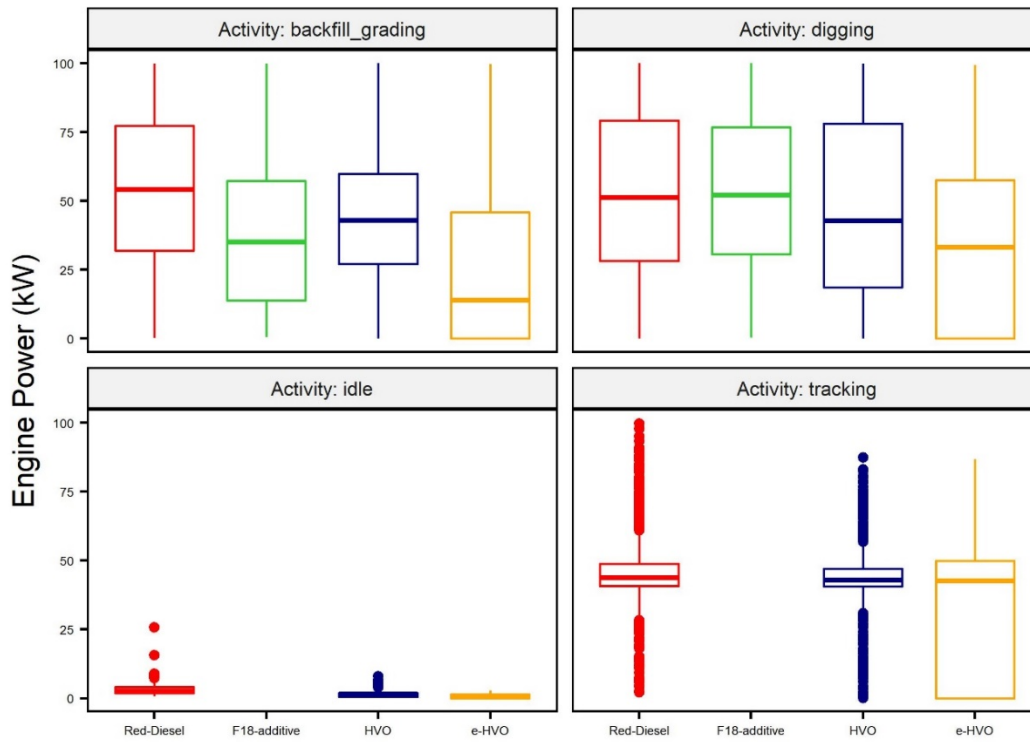 Activity: backfill_grading
Activity: digging
100
75
50
25
0
Activity: idle
Activity: tracking
100
75
50
25
0
Engine Power (kW)
Red-Diesel
F18-additive
HVO
e-HVO
Red-Diesel
F18-additive
HVO
e-HVO